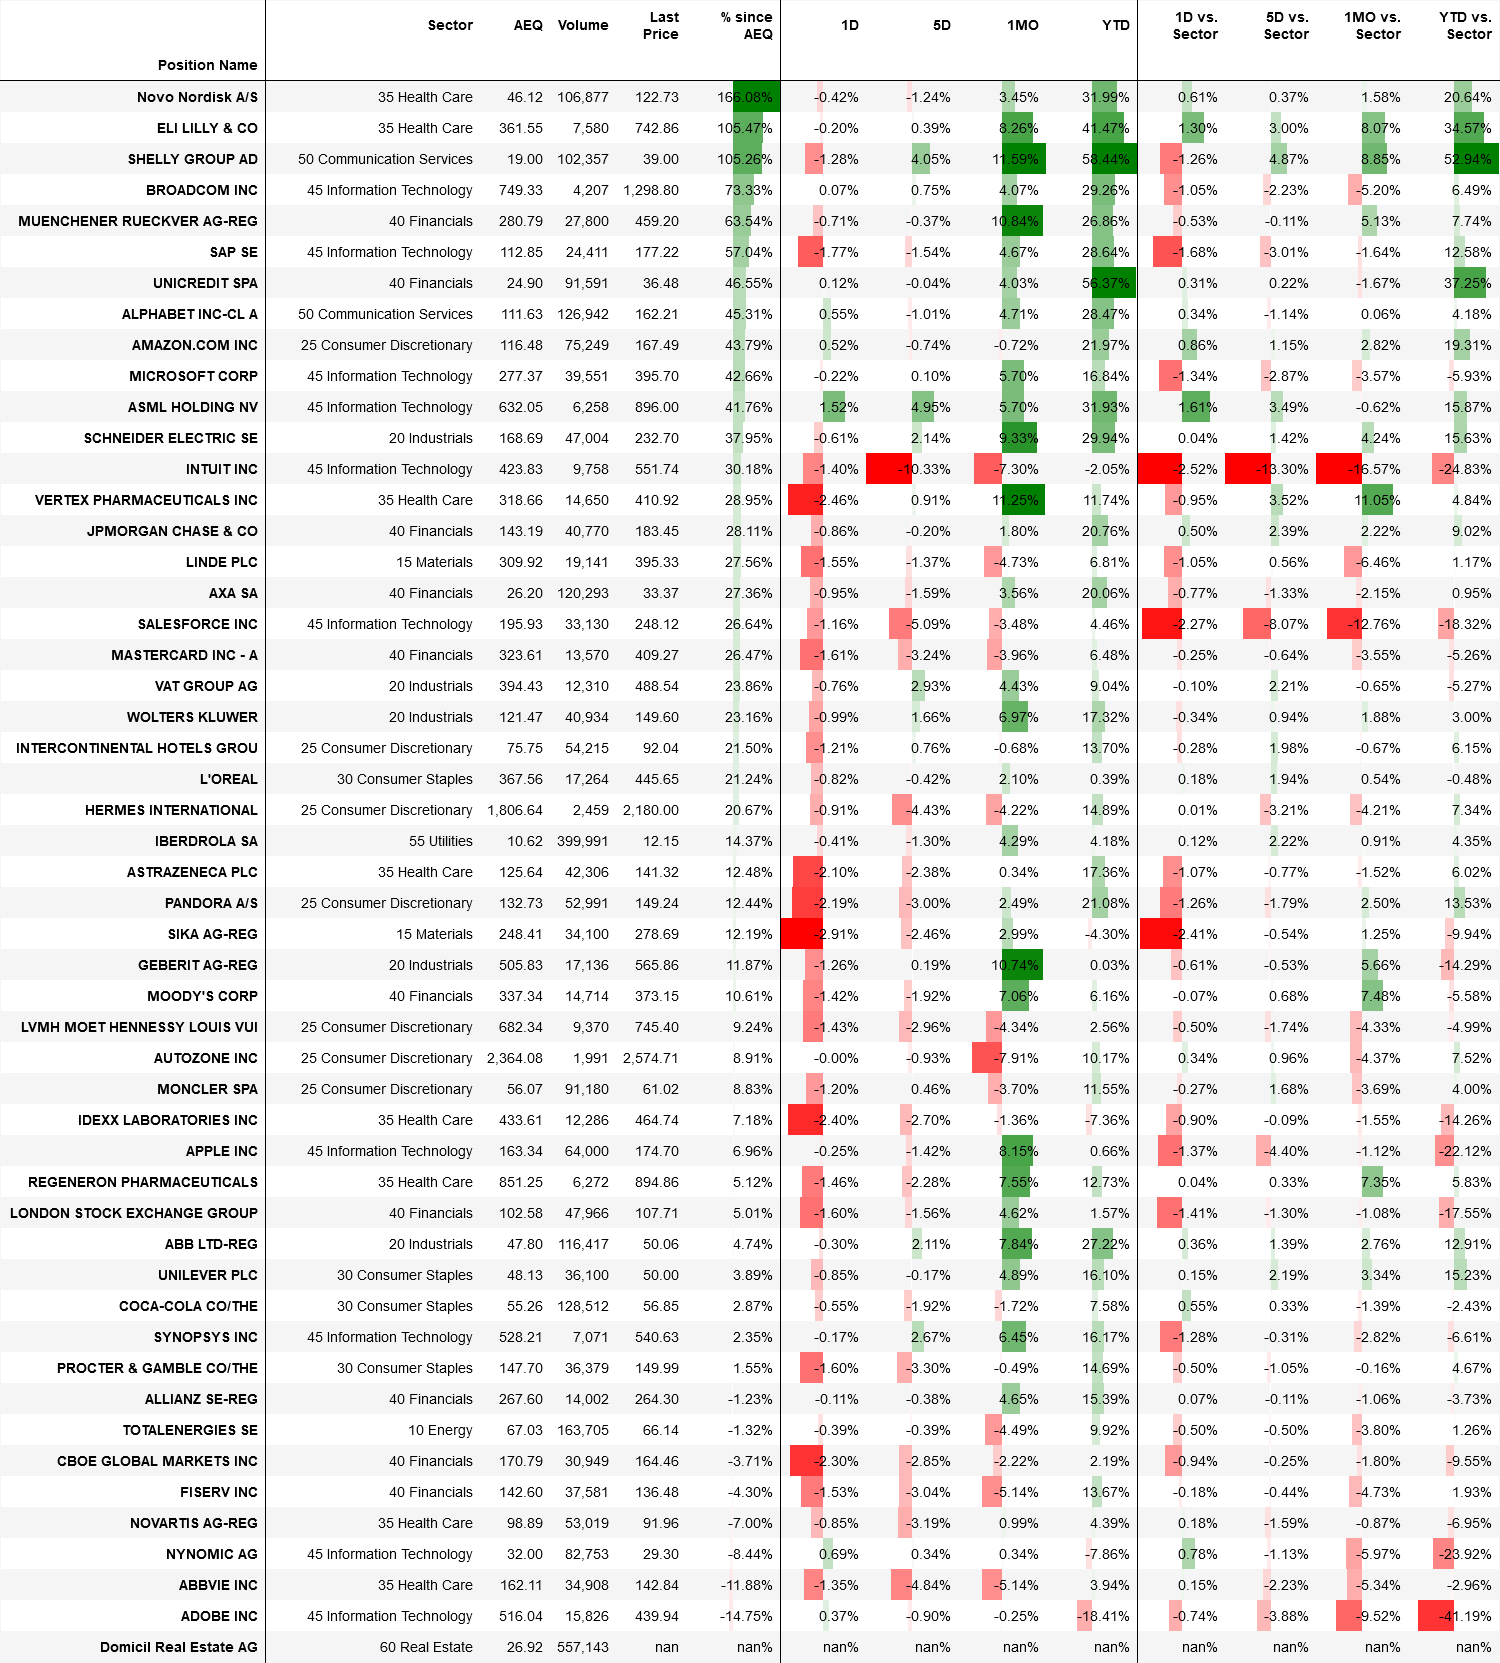 Position Name Sector AEQ Volume Last Price % since AEQ 1D 5D 1MO YTD 1D vs. Sector 5D vs. Sector 1MO vs. Sector YTD vs. Sector
Novo Nordisk A/S 35 Health Care 46.12 106,877 122.73 166.08% -0.42% -1.24% 3.45% 31.99% 0.61% 0.37% 1.58% 20.64%
ELI LILLY & CO 35 Health Care 361.55 7,580 742.86 105.47% -0.20% 0.39% 8.26% 41.47% 1.30% 3.00% 8.07% 34.57%
SHELLY GROUP AD 50 Communication Services 19.00 102,357 39.00 105.26% -1.28% 4.05% 11.59% 58.44% -1.26% 4.87% 8.85% 52.94%
BROADCOM INC 45 Information Technology 749.33 4,207 1,298.80 73.33% 0.07% 0.75% 4.07% 29.26% -1.05% -2.23% -5.20% 6.49%
MUENCHENER RUECKVER AG-REG 40 Financials 280.79 27,800 459.20 63.54% -0.71% -0.37% 10.84% 26.86% -0.53% -0.11% 5.13% 7.74%
SAP SE 45 Information Technology 112.85 24,411 177.22 57.04% -1.77% -1.54% 4.67% 28.64% -1.68% -3.01% -1.64% 12.58%
UNICREDIT SPA 40 Financials 24.90 91,591 36.48 46.55% 0.12% -0.04% 4.03% 56.37% 0.31% 0.22% -1.67% 37.25%
ALPHABET INC-CL A 50 Communication Services 111.63 126,942 162.21 45.31% 0.55% -1.01% 4.71% 28.47% 0.34% -1.14% 0.06% 4.18%
AMAZON.COM INC 25 Consumer Discretionary 116.48 75,249 167.49 43.79% 0.52% -0.74% -0.72% 21.97% 0.86% 1.15% 2.82% 19.31%
MICROSOFT CORP 45 Information Technology 277.37 39,551 395.70 42.66% -0.22% 0.10% 5.70% 16.84% -1.34% -2.87% -3.57% -5.93%
ASML HOLDING NV 45 Information Technology 632.05 6,258 896.00 41.76% 1.52% 4.95% 5.70% 31.93% 1.61% 3.49% -0.62% 15.87%
SCHNEIDER ELECTRIC SE 20 Industrials 168.69 47,004 232.70 37.95% -0.61% 2.14% 9.33% 29.94% 0.04% 1.42% 4.24% 15.63%
INTUIT INC 45 Information Technology 423.83 9,758 551.74 30.18% -1.40% -10.33% -7.30% -2.05% -2.52% -13.30% -16.57% -24.83%
VERTEX PHARMACEUTICALS INC 35 Health Care 318.66 14,650 410.92 28.95% -2.46% 0.91% 11.25% 11.74% -0.95% 3.52% 11.05% 4.84%
JPMORGAN CHASE & CO 40 Financials 143.19 40,770 183.45 28.11% -0.86% -0.20% 1.80% 20.76% 0.50% 2.39% 2.22% 9.02%
LINDE PLC 15 Materials 309.92 19,141 395.33 27.56% -1.55% -1.37% -4.73% 6.81% -1.05% 0.56% -6.46% 1.17%
AXA SA 40 Financials 26.20 120,293 33.37 27.36% -0.95% -1.59% 3.56% 20.06% -0.77% -1.33% -2.15% 0.95%
SALESFORCE INC 45 Information Technology 195.93 33,130 248.12 26.64% -1.16% -5.09% -3.48% 4.46% -2.27% -8.07% -12.76% -18.32%
MASTERCARD INC - A 40 Financials 323.61 13,570 409.27 26.47% -1.61% -3.24% -3.96% 6.48% -0.25% -0.64% -3.55% -5.26%
VAT GROUP AG 20 Industrials 394.43 12,310 488.54 23.86% -0.76% 2.93% 4.43% 9.04% -0.10% 2.21% -0.65% -5.27%
WOLTERS KLUWER 20 Industrials 121.47 40,934 149.60 23.16% -0.99% 1.66% 6.97% 17.32% -0.34% 0.94% 1.88% 3.00%
INTERCONTINENTAL HOTELS GROU 25 Consumer Discretionary 75.75 54,215 92.04 21.50% -1.21% 0.76% -0.68% 13.70% -0.28% 1.98% -0.67% 6.15%
L'OREAL 30 Consumer Staples 367.56 17,264 445.65 21.24% -0.82% -0.42% 2.10% 0.39% 0.18% 1.94% 0.54% -0.48%
HERMES INTERNATIONAL 25 Consumer Discretionary 1,806.64 2,459 2,180.00 20.67% -0.91% -4.43% -4.22% 14.89% 0.01% -3.21% -4.21% 7.34%
IBERDROLA SA 55 Utilities 10.62 399,991 12.15 14.37% -0.41% -1.30% 4.29% 4.18% 0.12% 2.22% 0.91% 4.35%
ASTRAZENECA PLC 35 Health Care 125.64 42,306 141.32 12.48% -2.10% -2.38% 0.34% 17.36% -1.07% -0.77% -1.52% 6.02%
PANDORA A/S 25 Consumer Discretionary 132.73 52,991 149.24 12.44% -2.19% -3.00% 2.49% 21.08% -1.26% -1.79% 2.50% 13.53%
SIKA AG-REG 15 Materials 248.41 34,100 278.69 12.19% -2.91% -2.46% 2.99% -4.30% -2.41% -0.54% 1.25% -9.94%
GEBERIT AG-REG 20 Industrials 505.83 17,136 565.86 11.87% -1.26% 0.19% 10.74% 0.03% -0.61% -0.53% 5.66% -14.29%
MOODY'S CORP 40 Financials 337.34 14,714 373.15 10.61% -1.42% -1.92% 7.06% 6.16% -0.07% 0.68% 7.48% -5.58%
LVMH MOET HENNESSY LOUIS VUI 25 Consumer Discretionary 682.34 9,370 745.40 9.24% -1.43% -2.96% -4.34% 2.56% -0.50% -1.74% -4.33% -4.99%
AUTOZONE INC 25 Consumer Discretionary 2,364.08 1,991 2,574.71 8.91% -0.00% -0.93% -7.91% 10.17% 0.34% 0.96% -4.37% 7.52%
MONCLER SPA 25 Consumer Discretionary 56.07 91,180 61.02 8.83% -1.20% 0.46% -3.70% 11.55% -0.27% 1.68% -3.69% 4.00%
IDEXX LABORATORIES INC 35 Health Care 433.61 12,286 464.74 7.18% -2.40% -2.70% -1.36% -7.36% -0.90% -0.09% -1.55% -14.26%
APPLE INC 45 Information Technology 163.34 64,000 174.70 6.96% -0.25% -1.42% 8.15% 0.66% -1.37% -4.40% -1.12% -22.12%
REGENERON PHARMACEUTICALS 35 Health Care 851.25 6,272 894.86 5.12% -1.46% -2.28% 7.55% 12.73% 0.04% 0.33% 7.35% 5.83%
LONDON STOCK EXCHANGE GROUP 40 Financials 102.58 47,966 107.71 5.01% -1.60% -1.56% 4.62% 1.57% -1.41% -1.30% -1.08% -17.55%
ABB LTD-REG 20 Industrials 47.80 116,417 50.06 4.74% -0.30% 2.11% 7.84% 27.22% 0.36% 1.39% 2.76% 12.91%
UNILEVER PLC 30 Consumer Staples 48.13 36,100 50.00 3.89% -0.85% -0.17% 4.89% 16.10% 0.15% 2.19% 3.34% 15.23%
COCA-COLA CO/THE 30 Consumer Staples 55.26 128,512 56.85 2.87% -0.55% -1.92% -1.72% 7.58% 0.55% 0.33% -1.39% -2.43%
SYNOPSYS INC 45 Information Technology 528.21 7,071 540.63 2.35% -0.17% 2.67% 6.45% 16.17% -1.28% -0.31% -2.82% -6.61%
PROCTER & GAMBLE CO/THE 30 Consumer Staples 147.70 36,379 149.99 1.55% -1.60% -3.30% -0.49% 14.69% -0.50% -1.05% -0.16% 4.67%
ALLIANZ SE-REG 40 Financials 267.60 14,002 264.30 -1.23% -0.11% -0.38% 4.65% 15.39% 0.07% -0.11% -1.06% -3.73%
TOTALENERGIES SE 10 Energy 67.03 163,705 66.14 -1.32% -0.39% -0.39% -4.49% 9.92% -0.50% -0.50% -3.80% 1.26%
CBOE GLOBAL MARKETS INC 40 Financials 170.79 30,949 164.46 -3.71% -2.30% -2.85% -2.22% 2.19% -0.94% -0.25% -1.80% -9.55%
FISERV INC 40 Financials 142.60 37,581 136.48 -4.30% -1.53% -3.04% -5.14% 13.67% -0.18% -0.44% -4.73% 1.93%
NOVARTIS AG-REG 35 Health Care 98.89 53,019 91.96 -7.00% -0.85% -3.19% 0.99% 4.39% 0.18% -1.59% -0.87% -6.95%
NYNOMIC AG 45 Information Technology 32.00 82,753 29.30 -8.44% 0.69% 0.34% 0.34% -7.86% 0.78% -1.13% -5.97% -23.92%
ABBVIE INC 35 Health Care 162.11 34,908 142.84 -11.88% -1.35% -4.84% -5.14% 3.94% 0.15% -2.23% -5.34% -2.96%
ADOBE INC 45 Information Technology 516.04 15,826 439.94 -14.75% 0.37% -0.90% -0.25% -18.41% -0.74% -3.88% -9.52% -41.19%
Domicil Real Estate AG 60 Real Estate 26.92 557,143 nan nan% nan% nan% nan% nan% nan% nan% nan% nan%